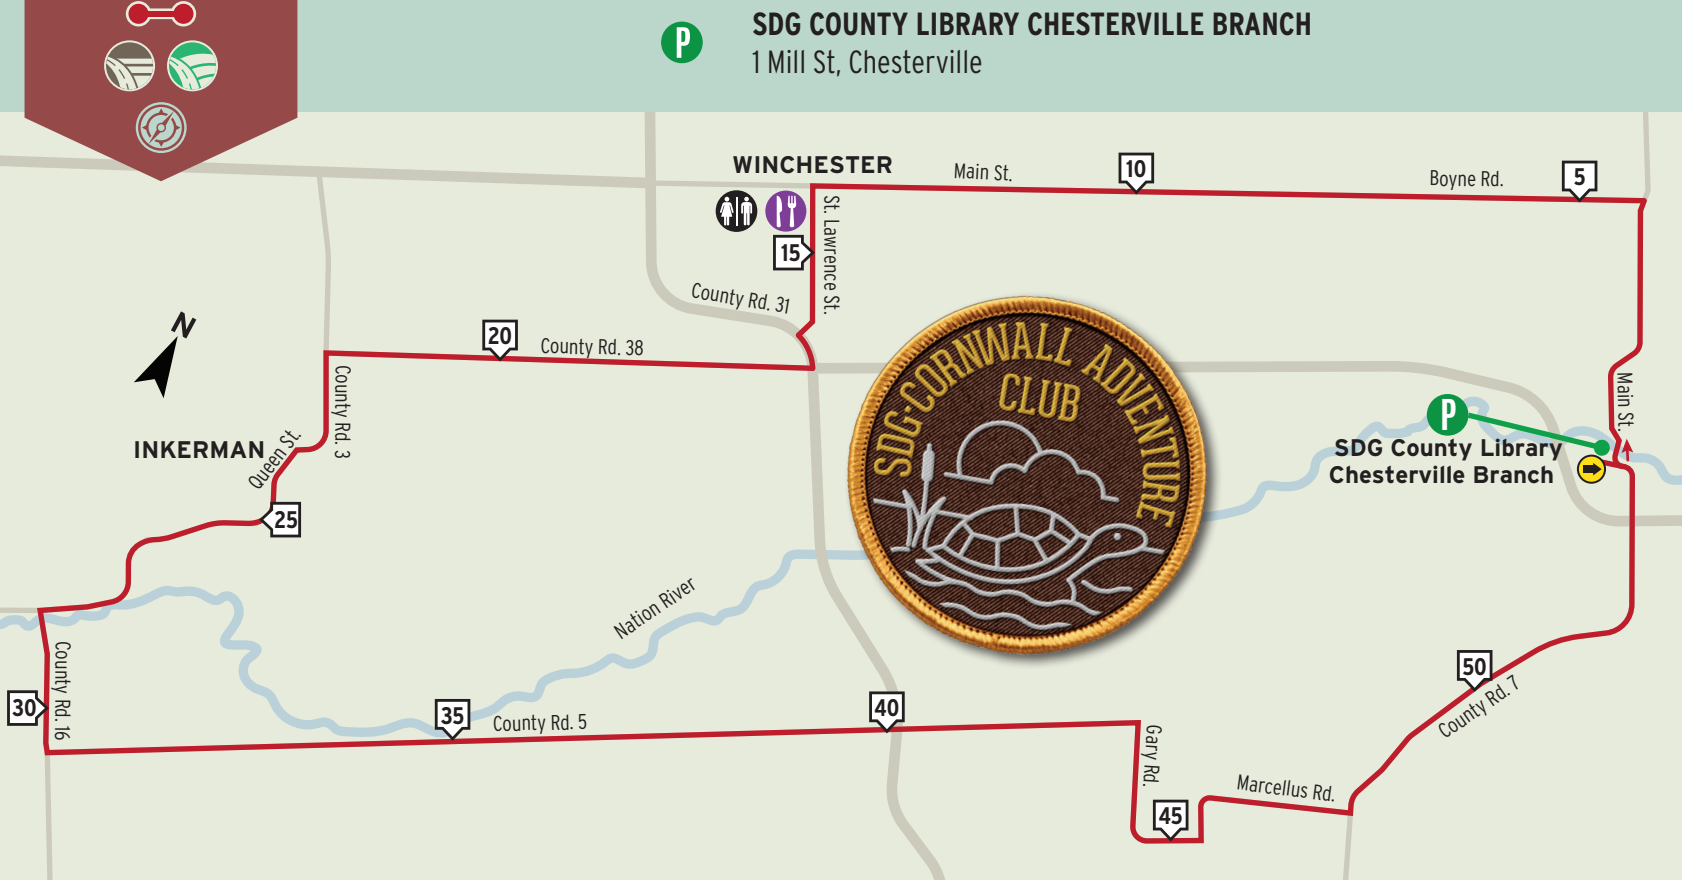 P
SDG COUNTY LIBRARY CHESTERVILLE BRANCH
1 Mill St, Chesterville
WINCHESTER
Main St.
10
Boyne Rd.
5
15
St. Lawrence St.
County Rd. 31
N
20
County Rd. 38
County Rd. 3
INKERMAN
Queen St.
25
SDG-CORNWALL ADVENTURE
CLUB
Main St.
P
SDG County Library
Chesterville Branch
Nation River
County Rd. 16
30
35
County Rd. 5
40
Gary Rd.
45
Marcellus Rd.
50
County Rd. 7